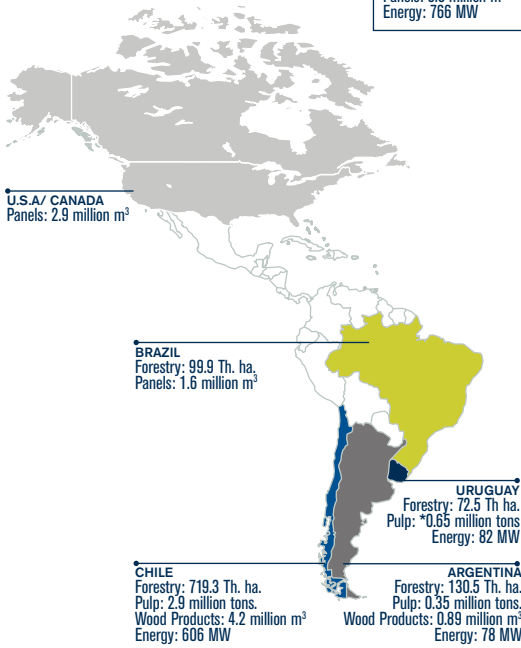 Energy: 766 MW
U.S.A/ CANADA
Panels: 2.9 million m³
BRAZIL
Forestry: 99.9 Th. ha.
Panels: 1.6 million m³
URUGUAY
Forestry: 72.5 Th ha.
Pulp: *0.65 million tons
Energy: 82 MW
CHILE
Forestry: 719.3 Th. ha.
Pulp: 2.9 million tons.
Wood Products: 4.2 million m³
Energy: 606 MW
ARGENTINA
Forestry: 130.5 Th. ha.
Pulp: 0.35 million tons.
Wood Products: 0.89 million m³
Energy: 78 MW